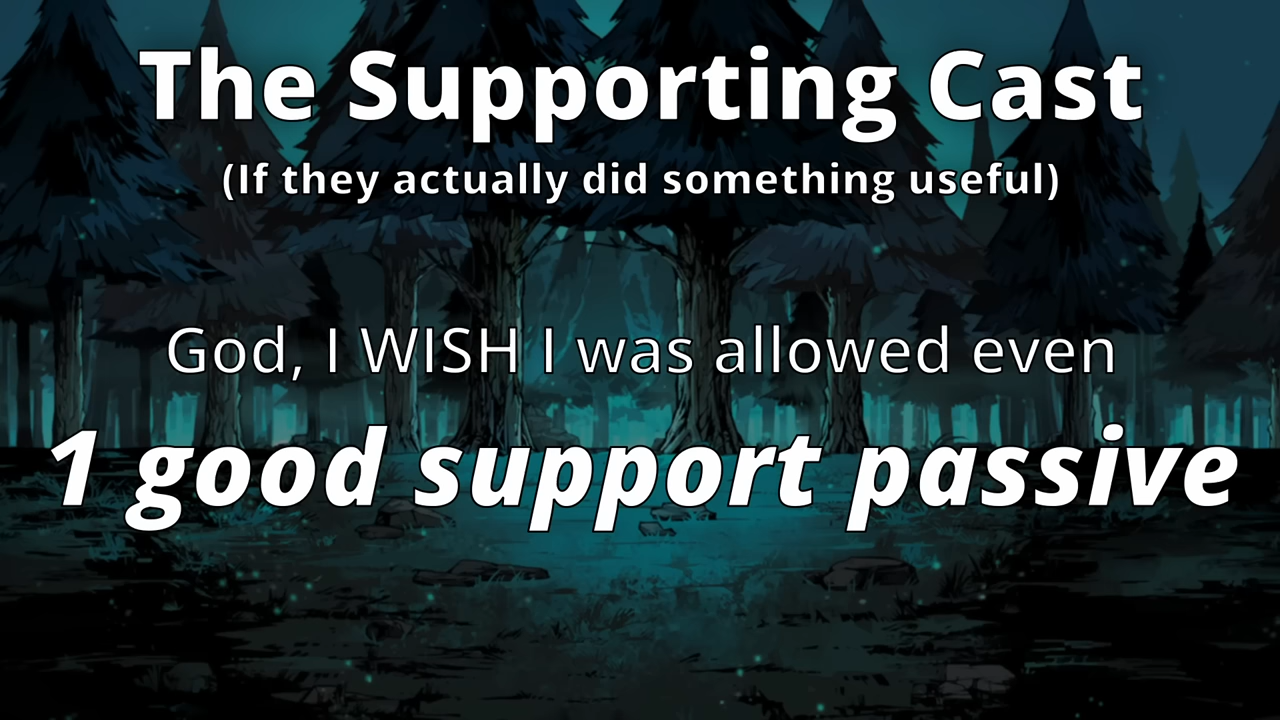 The Supporting Cast
(If they actually did something useful)
God, I WISH I was allowed even
1 good support passive